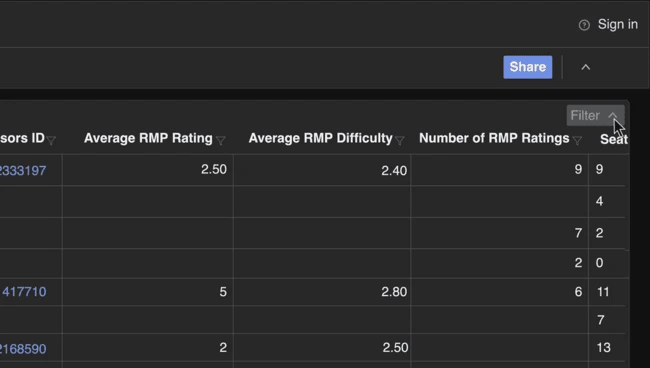 Sign in
Share
Filter
sors ID Average RMP Rating Average RMP Difficulty Number of RMP Ratings Seat
2333197 2.50 2.40 9 9
4
7 2
2 0
417710 5 2.80 6 11
7
2168590 2 2.50 13